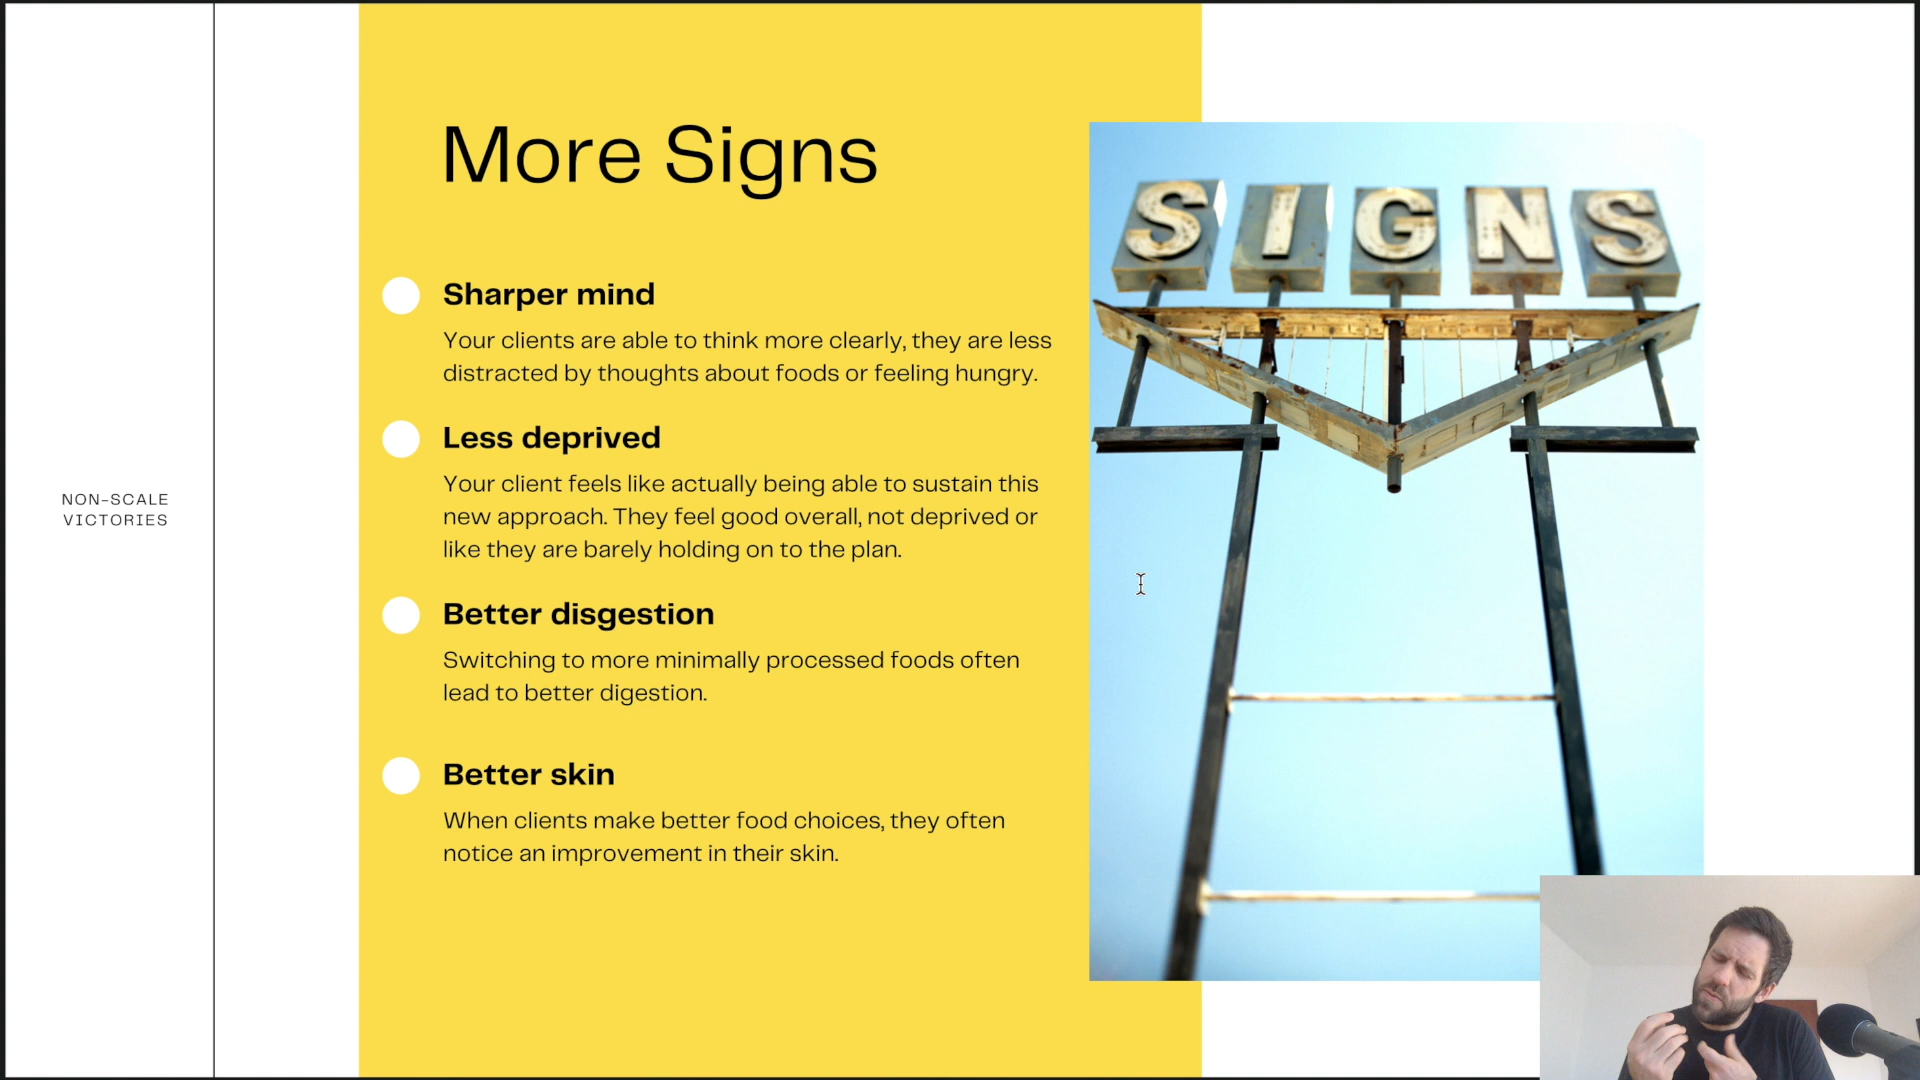 NON-SCALE
VICTORIES
More Signs
Sharper mind
Your clients are able to think more clearly, they are less
distracted by thoughts about foods or feeling hungry.
Less deprived
Your client feels like actually being able to sustain this
new approach. They feel good overall, not deprived or
like they are barely holding on to the plan.
Better disgestion
Switching to more minimally processed foods often
lead to better digestion.
Better skin
When clients make better food choices, they often
notice an improvement in their skin.
SIGNS